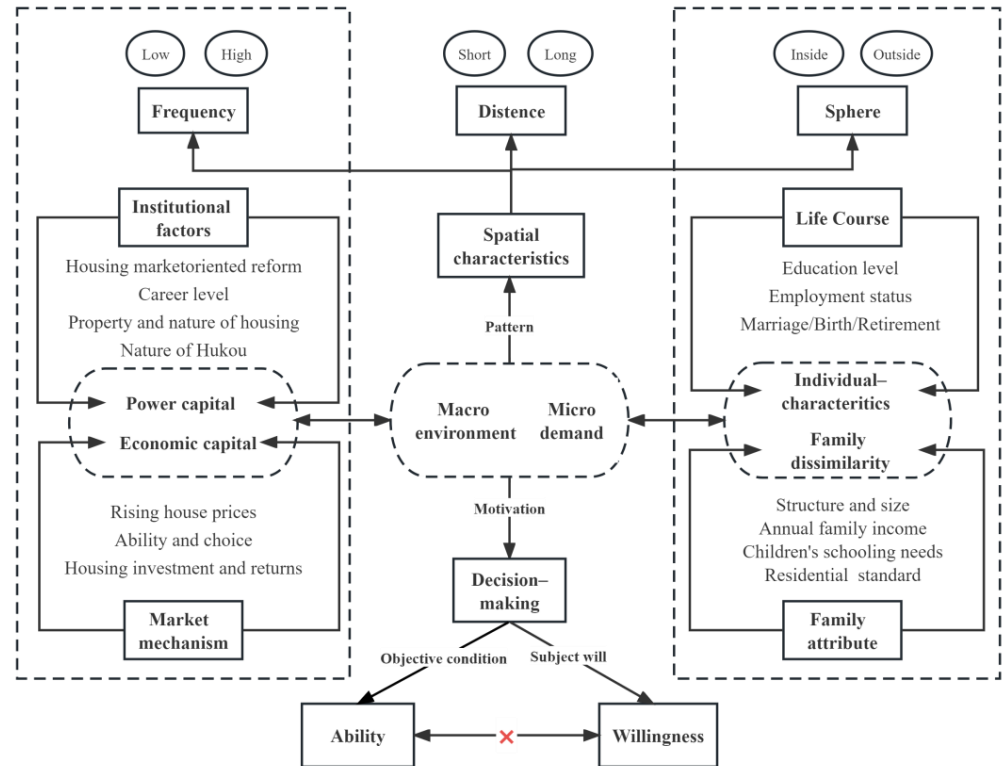 Low
High
Short
Long
Inside
Outside
Frequency
Distence
Sphere
Institutional
factors
Housing marketoriented reform
Career level
Property and nature of housing
Nature of Hukou
Power capital
Economic capital
Rising house prices
Ability and choice
Housing investment and returns
Market
mechanism
Spatial
characteristics
Pattern
Macro
environment
Micro
demand
Motivation
Decision–
making
Objective condition
Subject will
Ability
Willingness
Life Course
Education level
Employment status
Marriage/Birth/Retirement
Individual–
characteritics
Family
dissimilarity
Structure and size
Annual family income
Children's schooling needs
Residential standard
Family
attribute